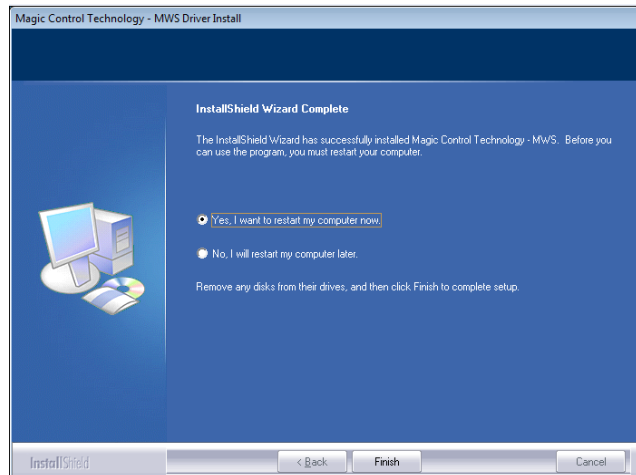 Magic Control Technology - MWS Driver Install
InstallShield Wizard Complete
The InstallShield Wizard has successfully installed Magic Control Technology - MWS. Before you
can use the program, you must restart your computer.
Yes, I want to restart my computer now.
No, I will restart my computer later.
Remove any disks from their drives, and then click Finish to complete setup.
InstallShield
< Back
Finish
Cancel